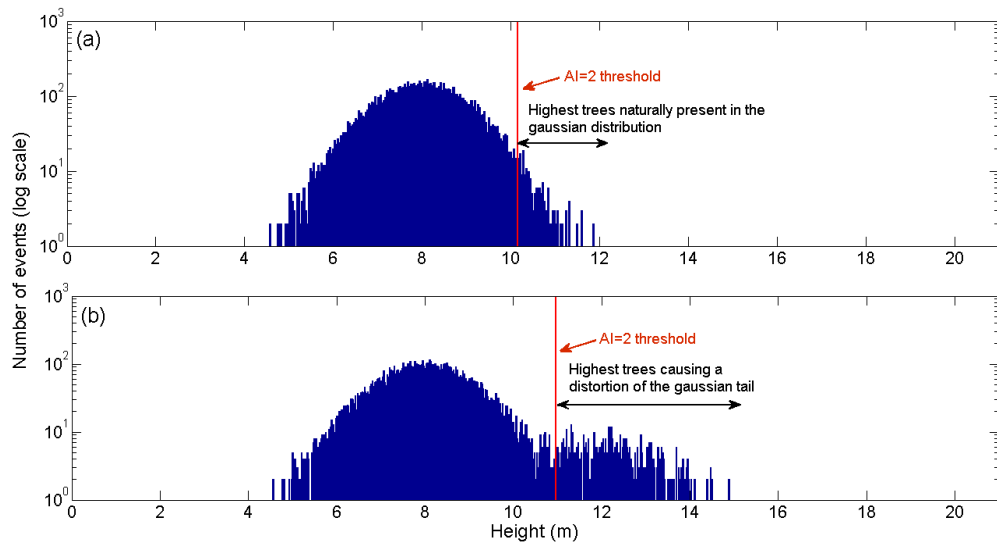 10³
(a)
AI=2 threshold
10²
Highest trees naturally present in the
gaussian distribution
10¹
10⁰
0 2 4 6 8 10 12 14 16 18 20
Number of events (log scale)
10³
(b)
AI=2 threshold
Highest trees causing a
distortion of the gaussian tail
10²
10¹
10⁰
0 2 4 6 8 10 12 14 16 18 20
Height (m)